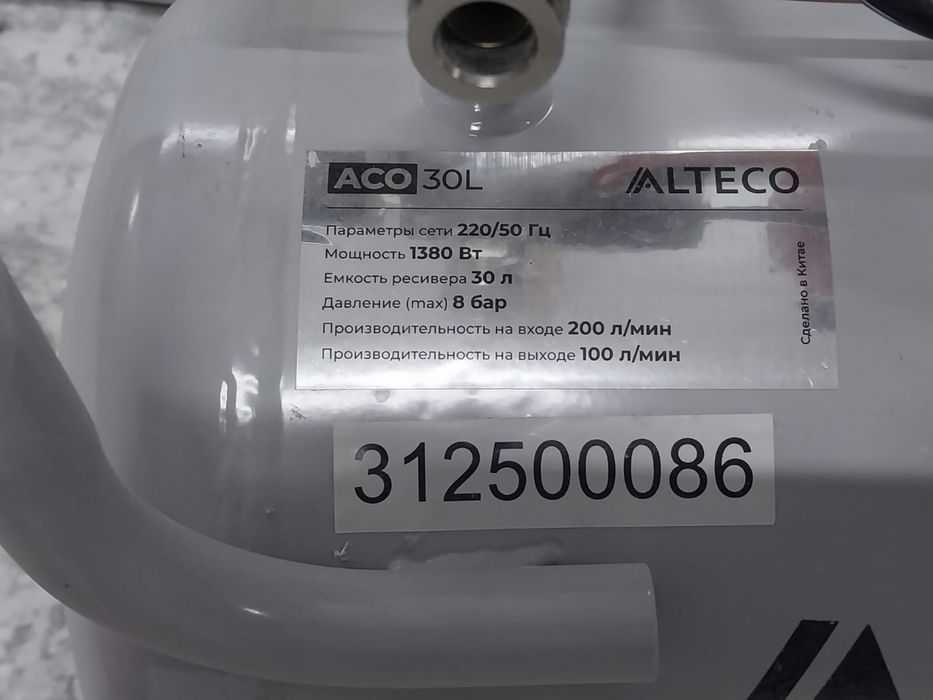 ACO 30L
ALTECO
Параметры сети 220/50 Гц
Мощность 1380 Вт
Емкость ресивера 30 л
Давление (max) 8 бар
Производительность на входе 200 л/мин
Производительность на выходе 100 л/мин
Сделано в Китае
312500086